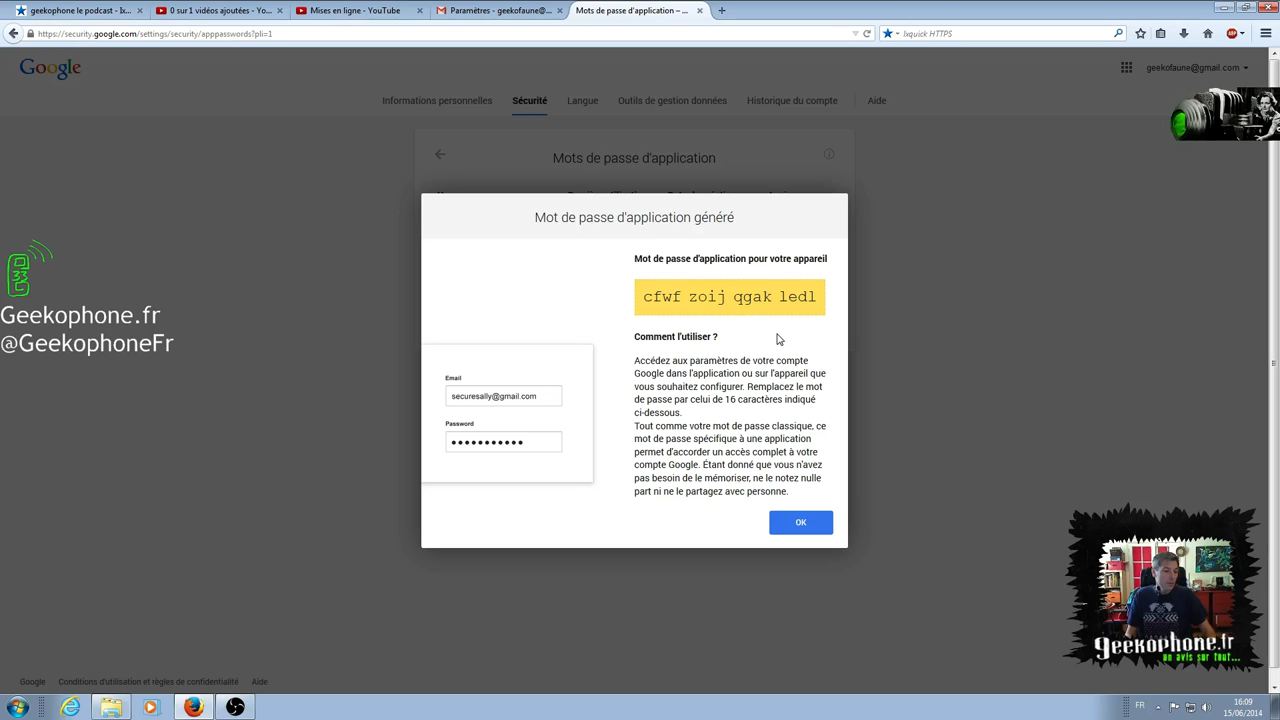 geekophone le podcast - Ix...
0 sur 1 vidéos ajoutées - Yo...
Mises en ligne - YouTube
Paramètres - geekofaune@...
Mots de passe d'application – ...
https://security.google.com/settings/security/apppasswords?pli=1
Ixquick HTTPS
Google
geekofaune@gmail.com
Informations personnelles
Sécurité
Langue
Outils de gestion données
Historique du compte
Aide
Mots de passe d'application
Mot de passe d'application généré
Mot de passe d'application pour votre appareil
cfwf zoij qgak ledl
Comment l'utiliser ?
Accédez aux paramètres de votre compte
Google dans l'application ou sur l'appareil que
vous souhaitez configurer. Remplacez le mot
de passe par celui de 16 caractères indiqué
ci-dessous.
Tout comme votre mot de passe classique, ce
mot de passe spécifique à une application
permet d'accorder un accès complet à votre
compte Google. Étant donné que vous n'avez
pas besoin de le mémoriser, ne le notez nulle
part ni ne le partagez avec personne.
OK
Email
securesally@gmail.com
Password
●●●●●●●●●●●
Geekophone.fr
@GeekophoneFr
geekophone.fr
un avis sur tout...
Google
Conditions d'utilisation et règles de confidentialité
Aide
FR
16:09
15/06/2014